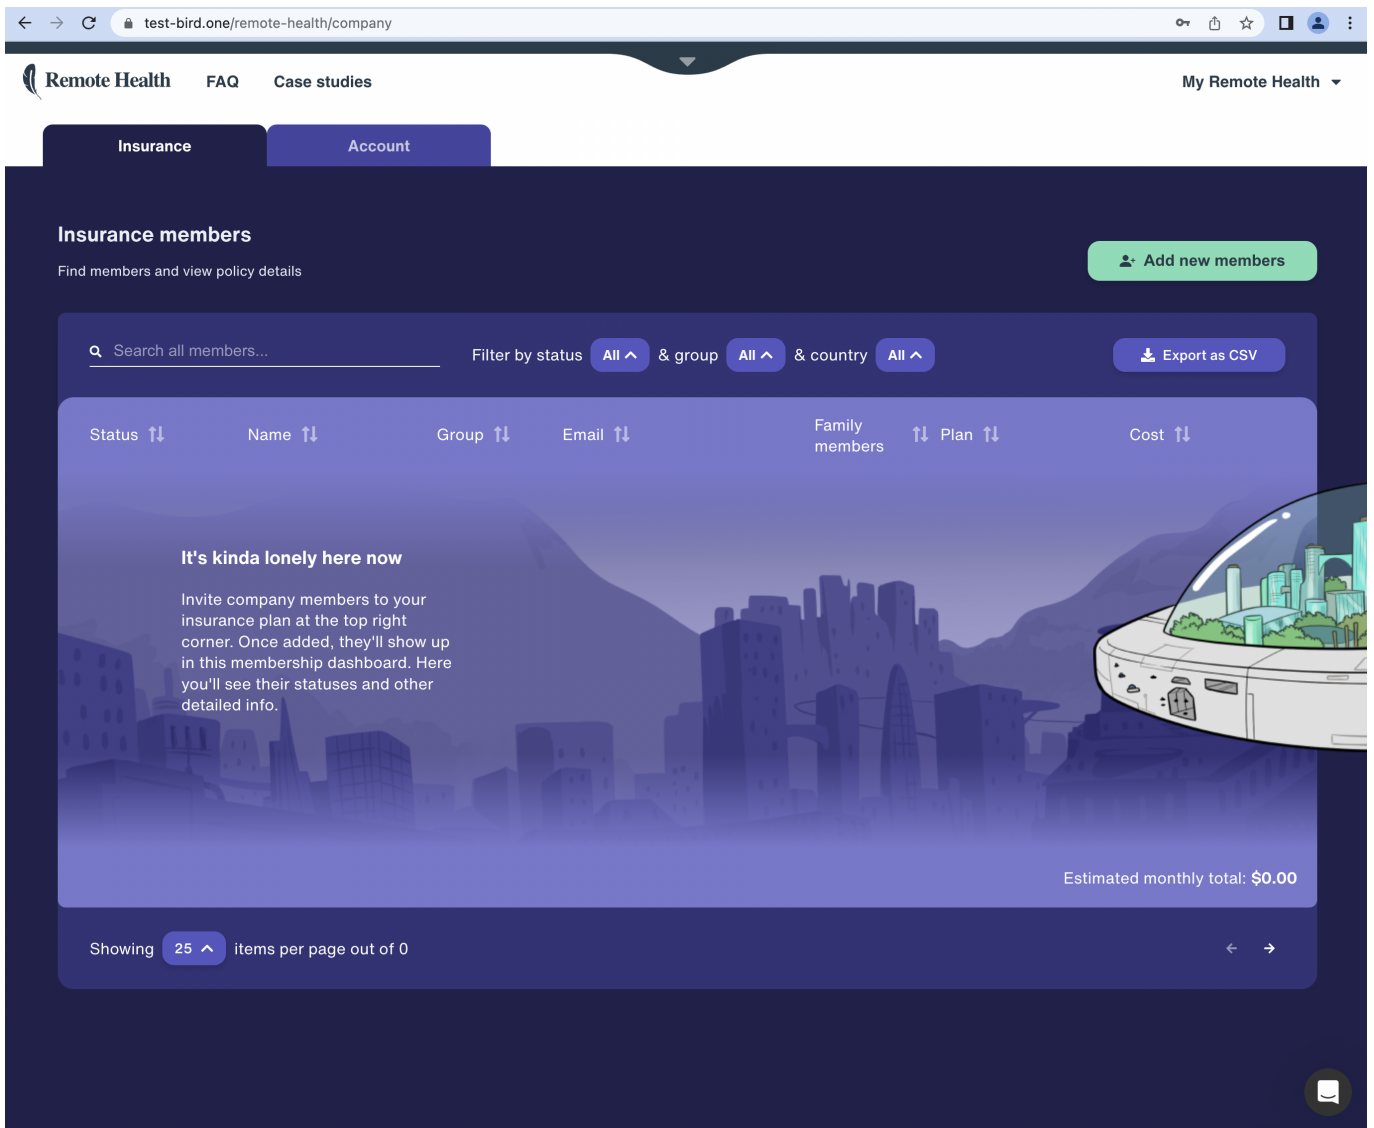 test-bird.one/remote-health/company
Remote Health
FAQ
Case studies
My Remote Health
Insurance
Account
Insurance members
Find members and view policy details
Add new members
Search all members...
Filter by status All & group All & country All
Export as CSV
Status
Name
Group
Email
Family
members
Plan
Cost
It's kinda lonely here now
Invite company members to your
insurance plan at the top right
corner. Once added, they'll show up
in this membership dashboard. Here
you'll see their statuses and other
detailed info.
Estimated monthly total: $0.00
Showing 25 items per page out of 0